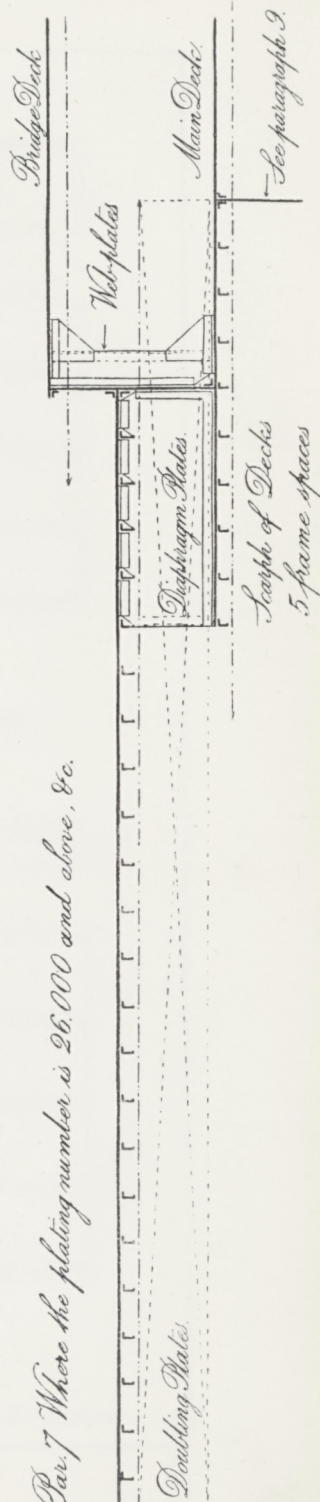 Par. 7 Where the plating number is 26.000 and above, &c.
Bridge Deck
Web-plates
Main Deck.
See paragraph 9.
Diaphragm Plates.
Scarph of Decks
5 frame spaces
Doubling Plates.